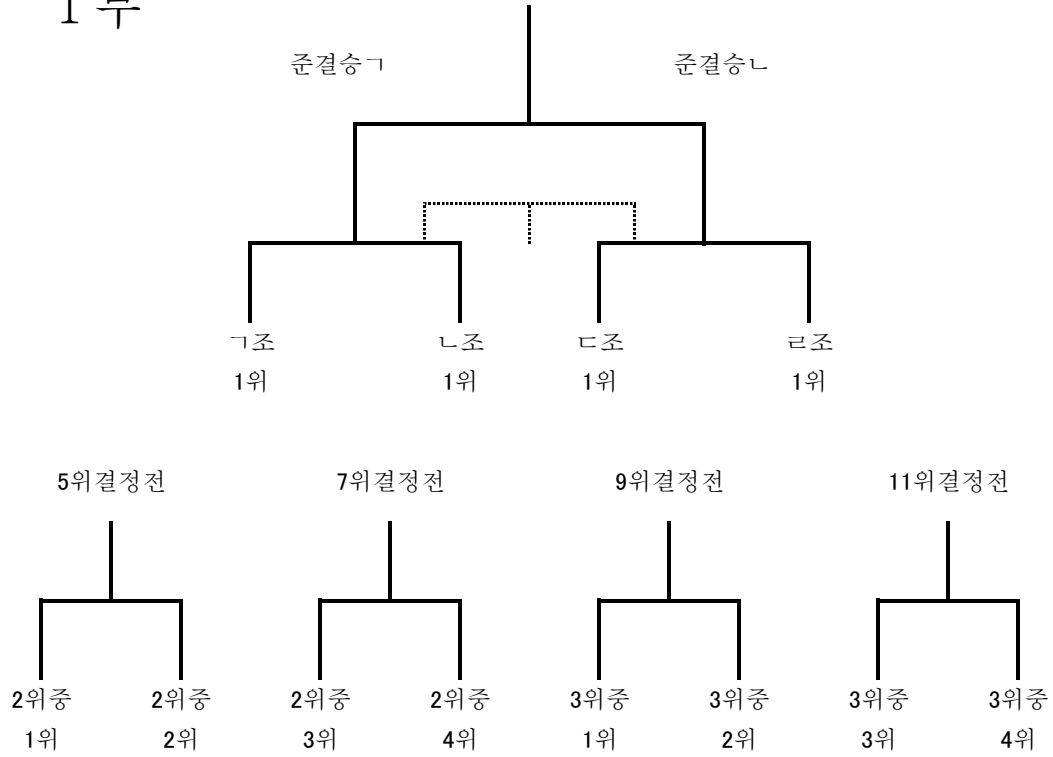 1부
준결승ㄱ 준결승ㄴ
ㄱ조 ㄴ조 ㄷ조 ㄹ조
1위 1위 1위 1위
5위결정전 7위결정전 9위결정전 11위결정전
2위중 2위중 2위중 2위중 3위중 3위중 3위중 3위중
1위 2위 3위 4위 1위 2위 3위 4위